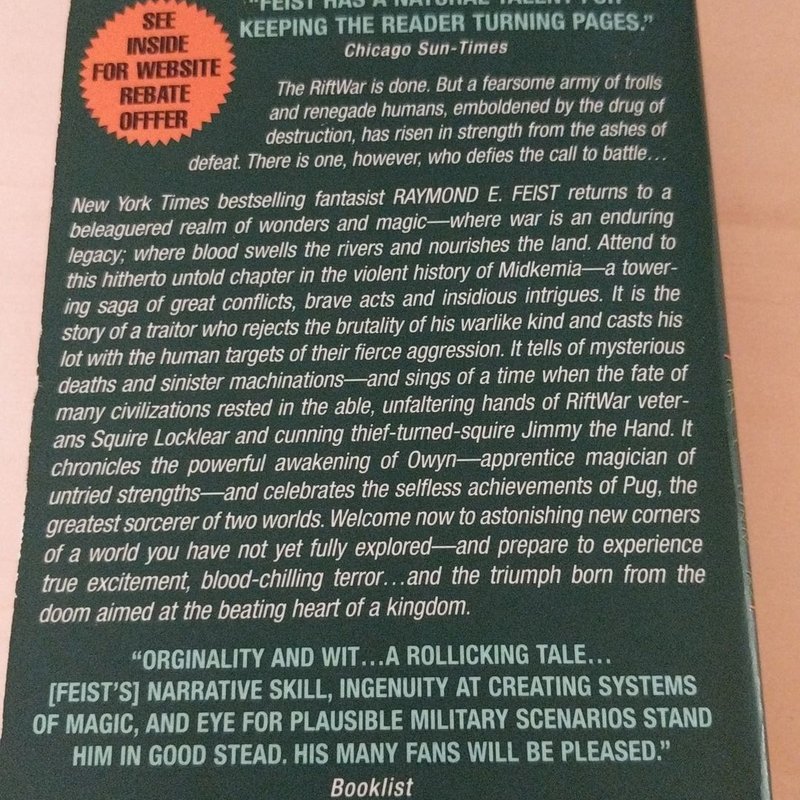 SEE
INSIDE
FOR WEBSITE
REBATE
OFFFER
"FEIST HAS A NATURAL TALENT FOR
KEEPING THE READER TURNING PAGES."
Chicago Sun-Times
The RiftWar is done. But a fearsome army of trolls
and renegade humans, emboldened by the drug of
destruction, has risen in strength from the ashes of
defeat. There is one, however, who defies the call to battle...
New York Times bestselling fantasist RAYMOND E. FEIST returns to a
beleaguered realm of wonders and magic—where war is an enduring
legacy; where blood swells the rivers and nourishes the land. Attend to
this hitherto untold chapter in the violent history of Midkemia—a tower-
ing saga of great conflicts, brave acts and insidious intrigues. It is the
story of a traitor who rejects the brutality of his warlike kind and casts his
lot with the human targets of their fierce aggression. It tells of mysterious
deaths and sinister machinations—and sings of a time when the fate of
many civilizations rested in the able, unfaltering hands of RiftWar veter-
ans Squire Locklear and cunning thief-turned-squire Jimmy the Hand. It
chronicles the powerful awakening of Owyn—apprentice magician of
untried strengths—and celebrates the selfless achievements of Pug, the
greatest sorcerer of two worlds. Welcome now to astonishing new corners
of a world you have not yet fully explored—and prepare to experience
true excitement, blood-chilling terror...and the triumph born from the
doom aimed at the beating heart of a kingdom.
"ORGINALITY AND WIT...A ROLLICKING TALE...
[FEIST'S] NARRATIVE SKILL, INGENUITY AT CREATING SYSTEMS
OF MAGIC, AND EYE FOR PLAUSIBLE MILITARY SCENARIOS STAND
HIM IN GOOD STEAD. HIS MANY FANS WILL BE PLEASED."
Booklist